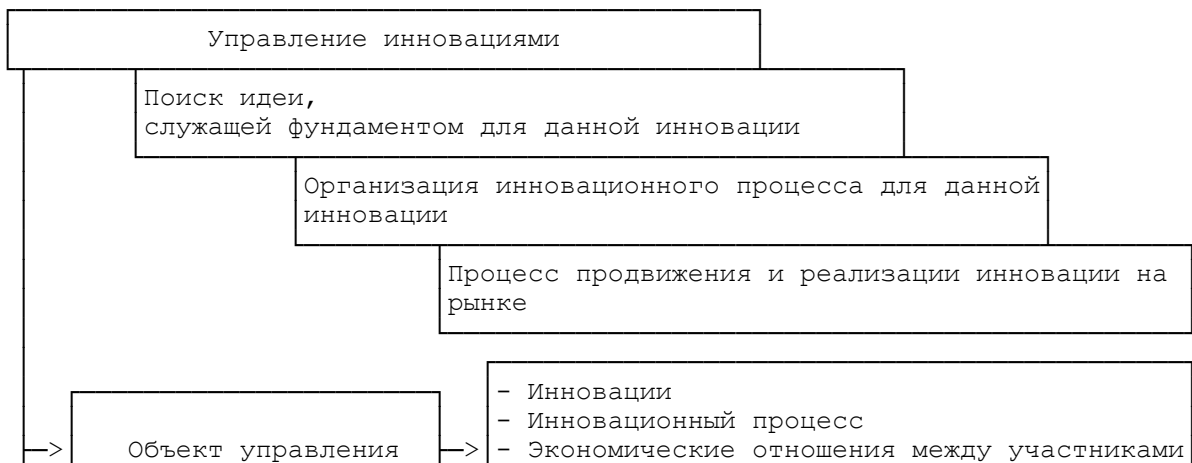 Управление инновациями
Поиск идеи,
служащей фундаментом для данной инновации
Организация инновационного процесса для данной
инновации
Процесс продвижения и реализации инновации на
рынке
- Инновации
- Инновационный процесс
Объект управления
- Экономические отношения между участниками